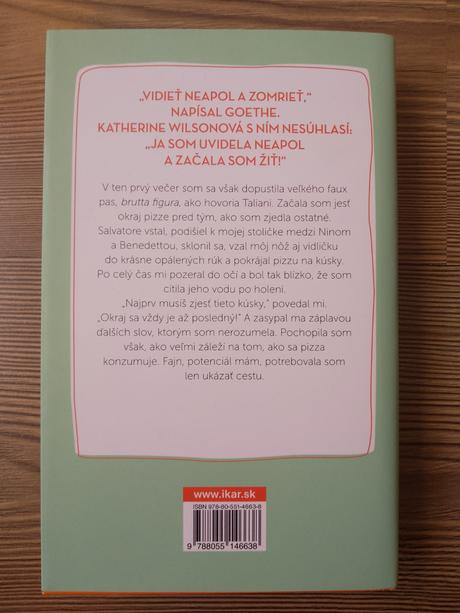 „VIDIEŤ NEAPOL A ZOMRIEŤ,“
NAPÍSAL GOETHE.
KATHERINE WILSONOVÁ S NÍM NESÚHLASÍ:
„JA SOM UVIDELA NEAPOL
A ZAČALA SOM ŽIŤ!“
V ten prvý večer som sa však dopustila veľkého faux
pas, brutta figura, ako hovoria Taliani. Začala som jesť
okraj pizze pred tým, ako som zjedla ostatné.
Salvatore vstal, podišiel k mojej stoličke medzi Ninom
a Benedettou, sklonil sa, vzal môj nôž aj vidličku
do krásne opálených rúk a pokrájal pizzu na kúsky.
Po celý čas mi pozeral do očí a bol tak blízko, že som
cítila jeho vodu po holení.
„Najprv musíš zjesť tieto kúsky,“ povedal mi.
„Okraj sa vždy je až posledný!“ A zasypal ma záplavou
ďalších slov, ktorým som nerozumela. Pochopila som
však, ako veľmi záleží na tom, ako sa pizza
konzumuje. Fajn, potenciál mám, potrebovala som
len ukázať cestu.
www.ikar.sk
ISBN 978-80-551-4663-8
9 788055 146638